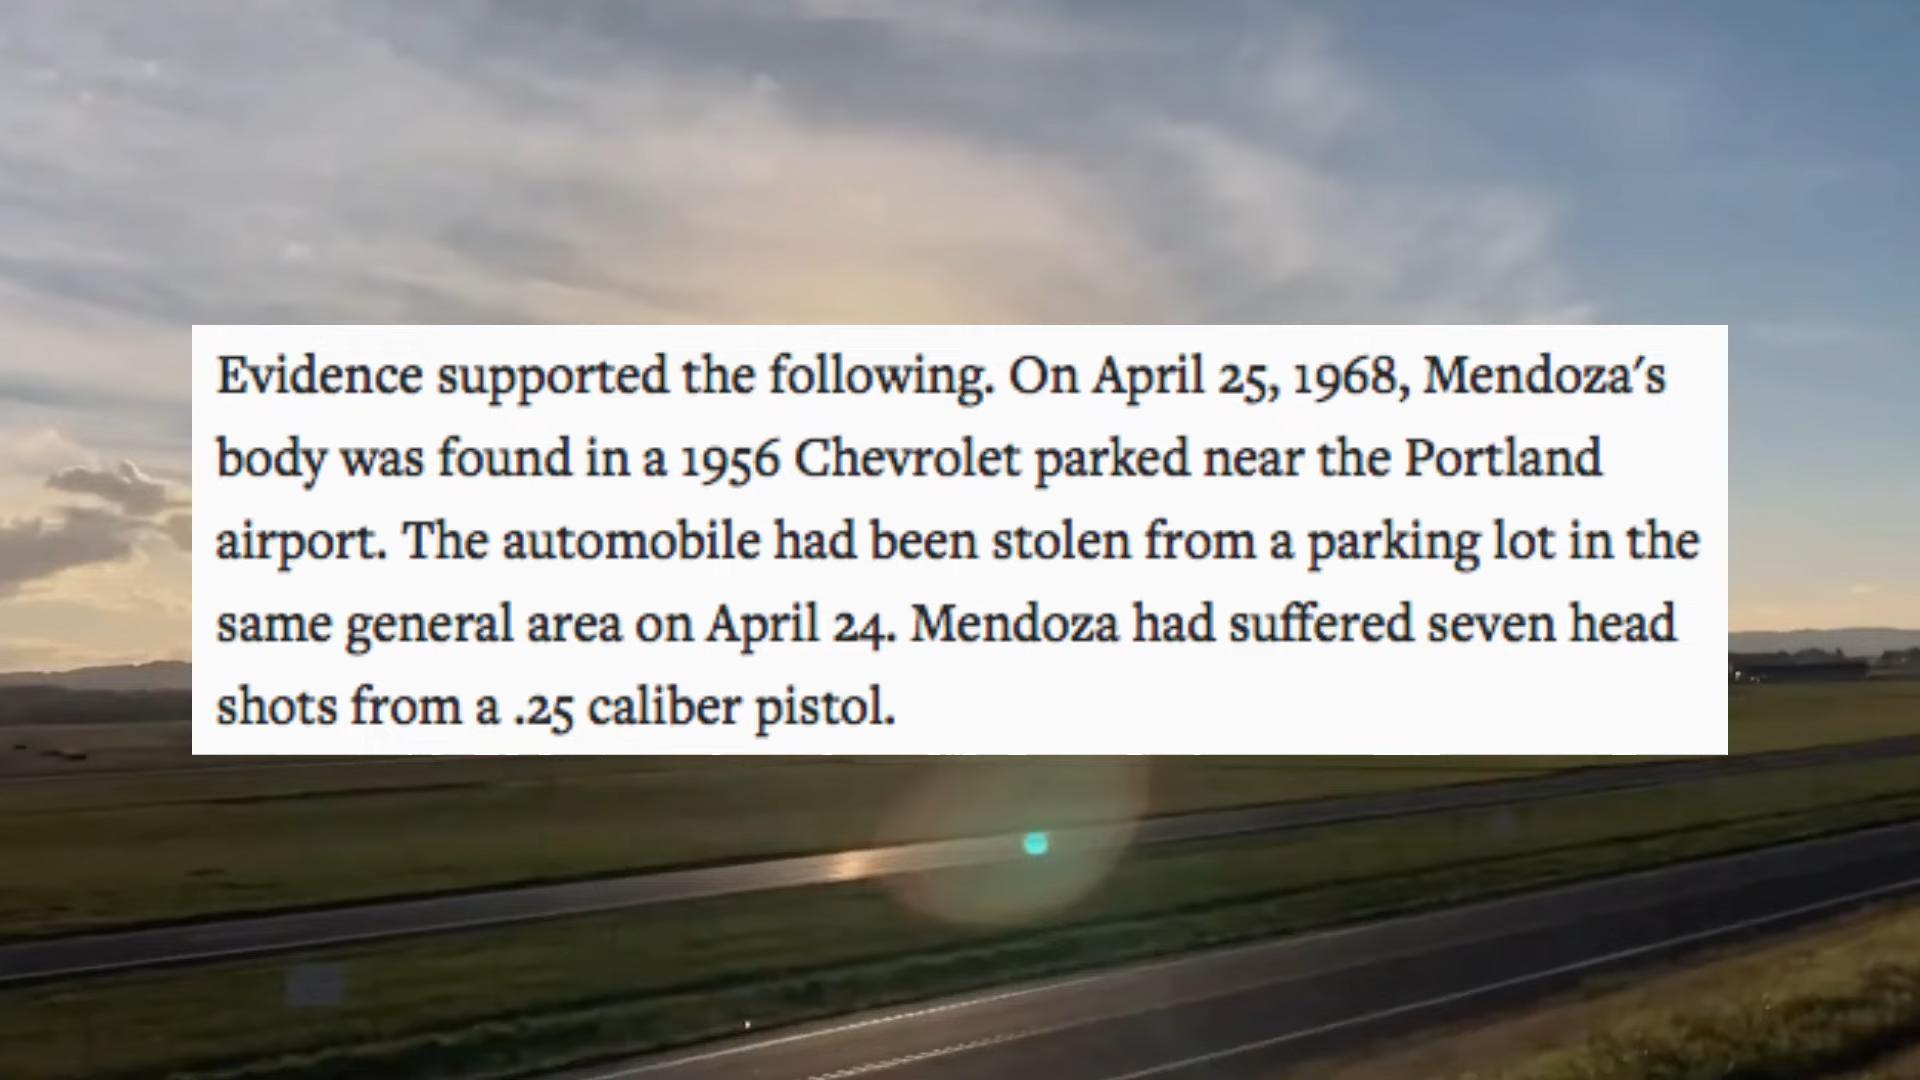 Evidence supported the following. On April 25, 1968, Mendoza's
body was found in a 1956 Chevrolet parked near the Portland
airport. The automobile had been stolen from a parking lot in the
same general area on April 24. Mendoza had suffered seven head
shots from a .25 caliber pistol.